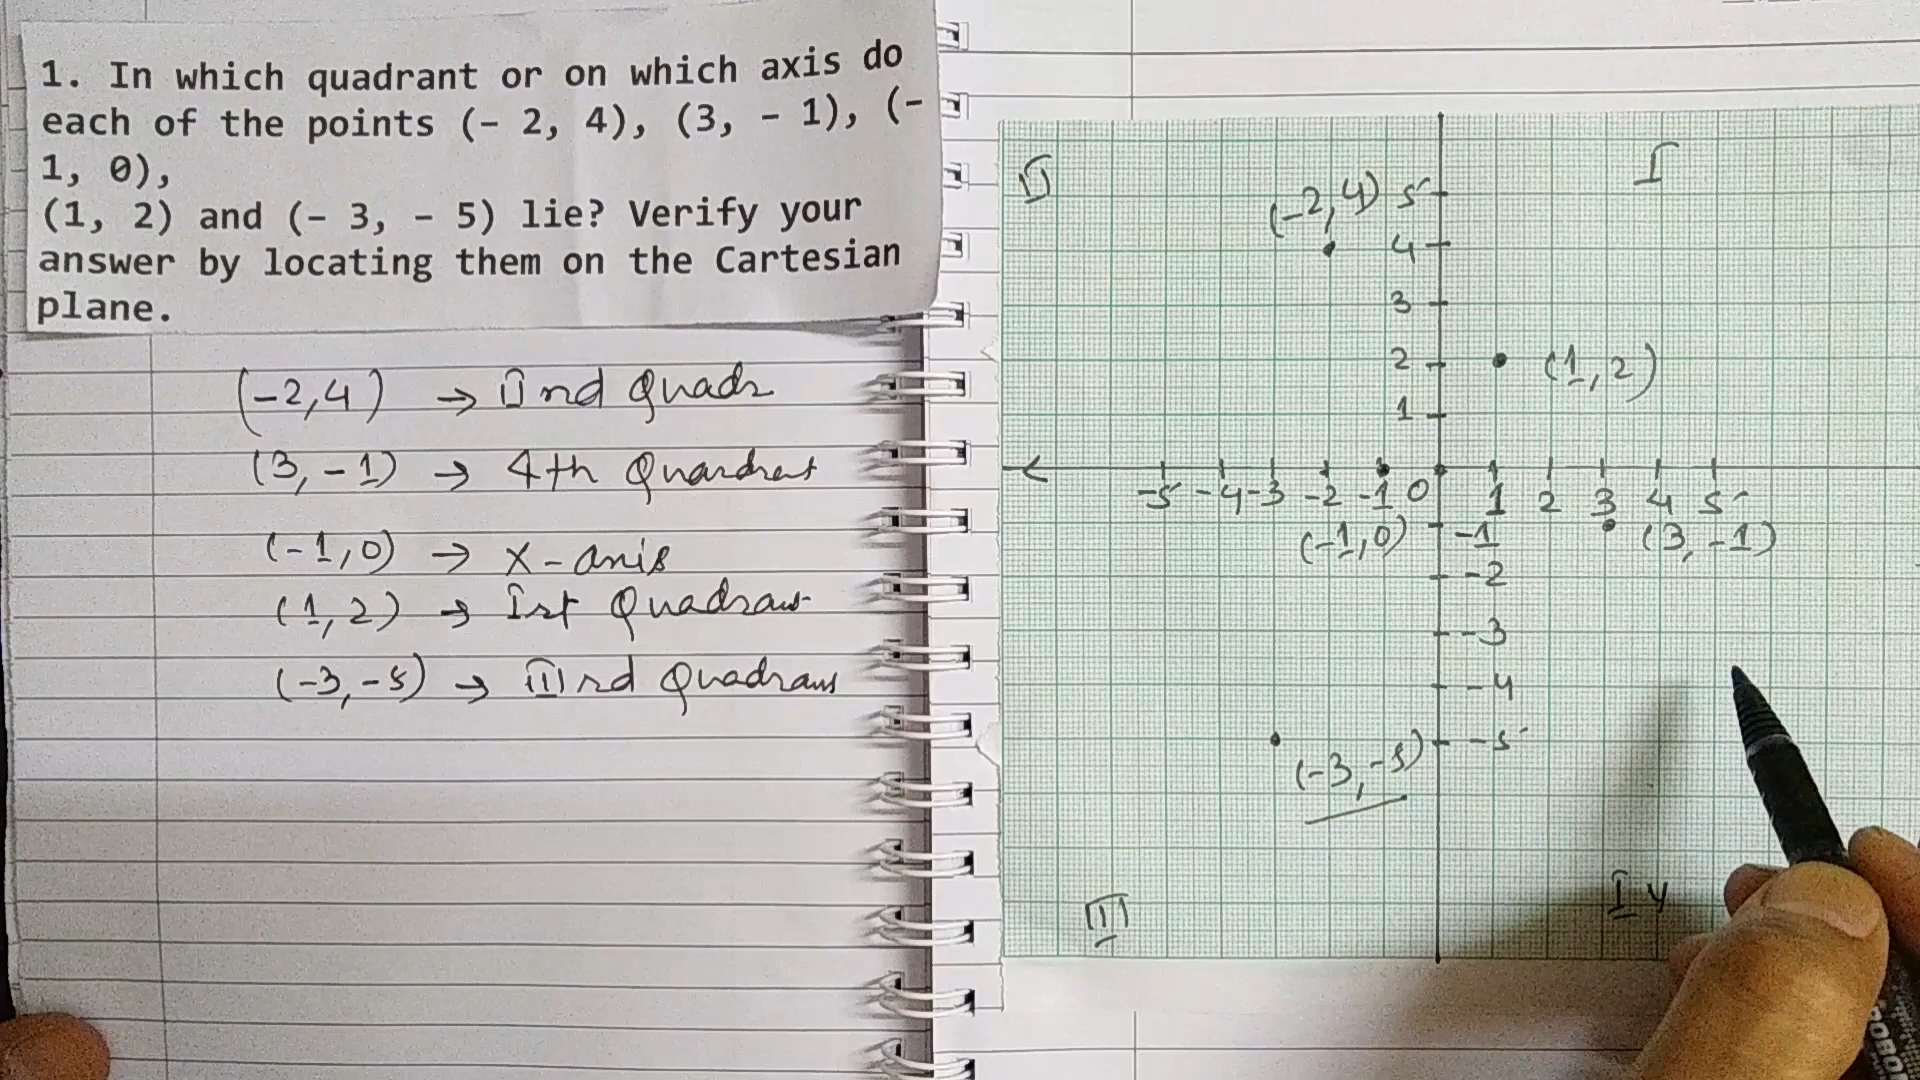 1. In which quadrant or on which axis do
each of the points (- 2, 4), (3, - 1), (-
1, 0),
(1, 2) and (- 3, - 5) lie? Verify your
answer by locating them on the Cartesian
plane.
(-2,4) → IInd Quadr
(3,-1) → 4th Quardrent
(-1,0) → X-axis
(1,2) → Ist Quadrant
(-3,-5) → IIIrd Quadrant
II
I
(-2,4)
5
4
3
2
(1,2)
1
-5 -4 -3 -2 -1 0 1 2 3 4 5
(-1,0)
-1
(3,-1)
-2
-3
-4
-5
(-3,-5)
III
IV